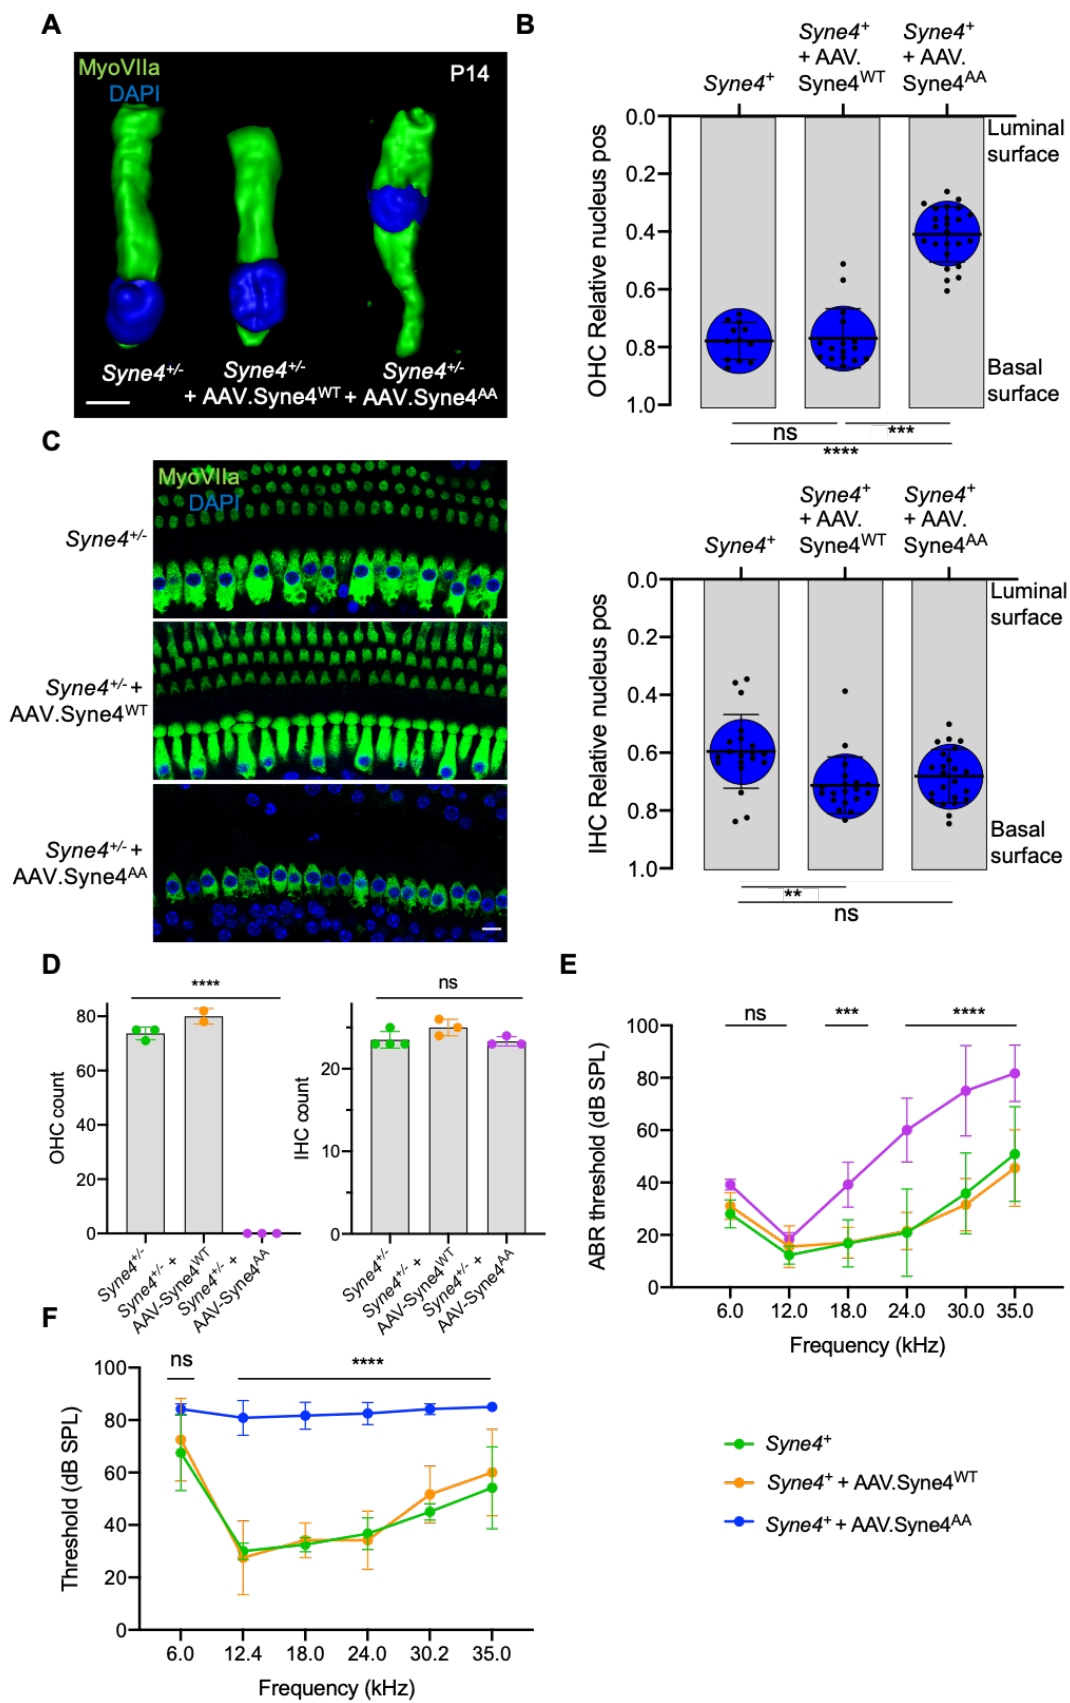 A
MyoVIIa
DAPI
P14
Syne4+/-
Syne4+/-
+ AAV.Syne4WT
Syne4+/-
+ AAV.Syne4AA
B
Syne4+
Syne4+
+ AAV.
Syne4WT
Syne4+
+ AAV.
Syne4AA
OHC Relative nucleus pos
0.0
0.2
0.4
0.6
0.8
1.0
Luminal
surface
Basal
surface
ns
***
****
Syne4+
Syne4+
+ AAV.
Syne4WT
Syne4+
+ AAV.
Syne4AA
IHC Relative nucleus pos
0.0
0.2
0.4
0.6
0.8
1.0
Luminal
surface
Basal
surface
**
ns
C
MyoVIIa
DAPI
Syne4+/-
Syne4+/- +
AAV.Syne4WT
Syne4+/- +
AAV.Syne4AA
D
****
OHC count
80
60
40
20
0
Syne4+/-
Syne4+/- +
AAV-Syne4WT
Syne4+/- +
AAV-Syne4AA
ns
IHC count
20
10
0
Syne4+/-
Syne4+/- +
AAV-Syne4WT
Syne4+/- +
AAV-Syne4AA
E
ns
***
****
ABR threshold (dB SPL)
100
80
60
40
20
0
6.0 12.0 18.0 24.0 30.0 35.0
Frequency (kHz)
F
ns
****
Threshold (dB SPL)
100
80
60
40
20
0
6.0 12.4 18.0 24.0 30.2 35.0
Frequency (kHz)
Syne4+
Syne4+ + AAV.Syne4WT
Syne4+ + AAV.Syne4AA